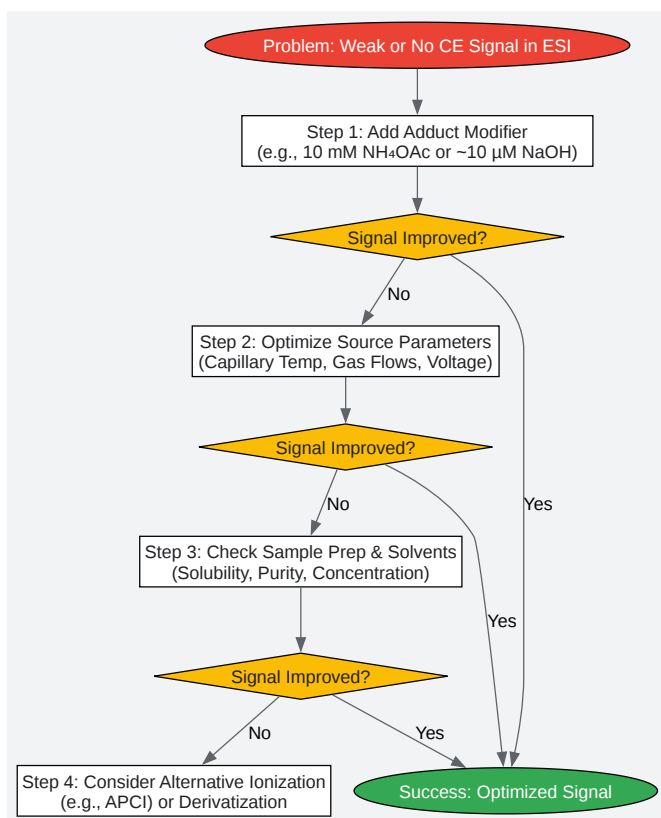 Problem: Weak or No CE Signal in ESI
Step 1: Add Adduct Modifier
(e.g., 10 mM NH₄OAc or ~10 µM NaOH)
Signal Improved?
No
Step 2: Optimize Source Parameters
(Capillary Temp, Gas Flows, Voltage)
Signal Improved?
No
Yes
Step 3: Check Sample Prep & Solvents
(Solubility, Purity, Concentration)
Yes
Signal Improved?
No
Yes
Step 4: Consider Alternative Ionization
(e.g., APCI) or Derivatization
Success: Optimized Signal